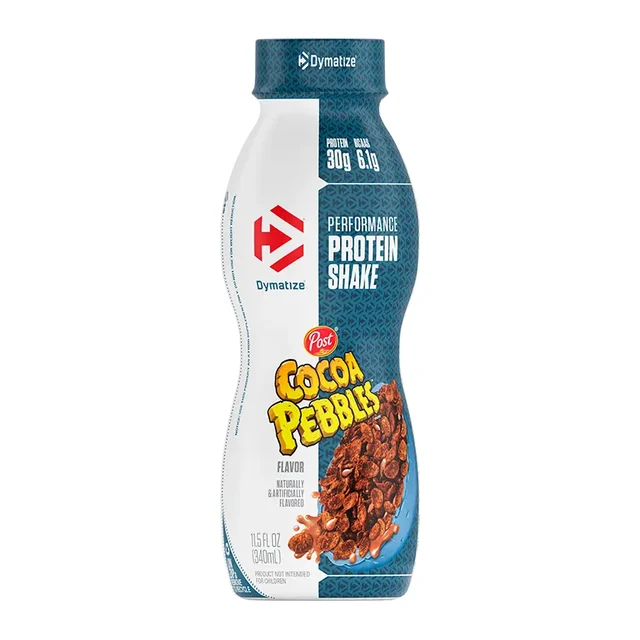 Dymatize®
PROTEIN BCAAS
30g 6.1g
PERFORMANCE
PROTEIN
SHAKE
Dymatize®
Post®
COCOA
PEBBLES™
FLAVOR
NATURALLY
& ARTIFICIALLY
FLAVORED
11.5 FL OZ
(340mL)
PRODUCT NOT INTENDED
FOR CHILDREN